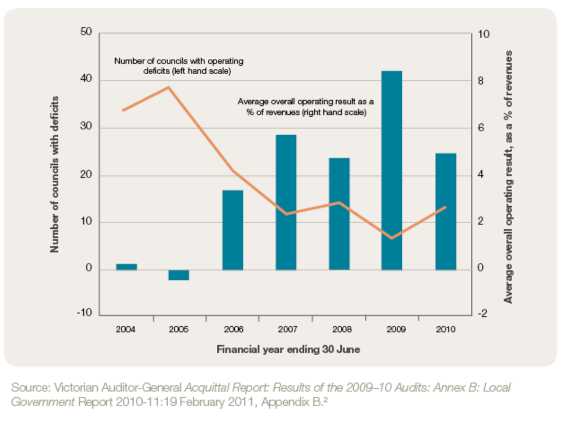 50
40
30
20
10
0
-10
10
8
6
4
2
0
-2
Number of councils with deficits
Number of councils with operating
deficits (left hand scale)
Average overall operating result as a
% of revenues (right hand scale)
Average overall operating result, as a % of revenues
2004 2005 2006 2007 2008 2009 2010
Financial year ending 30 June
Source: Victorian Auditor-General Acquittal Report: Results of the 2009–10 Audits: Annex B: Local
Government Report 2010-11:19 February 2011, Appendix B.²